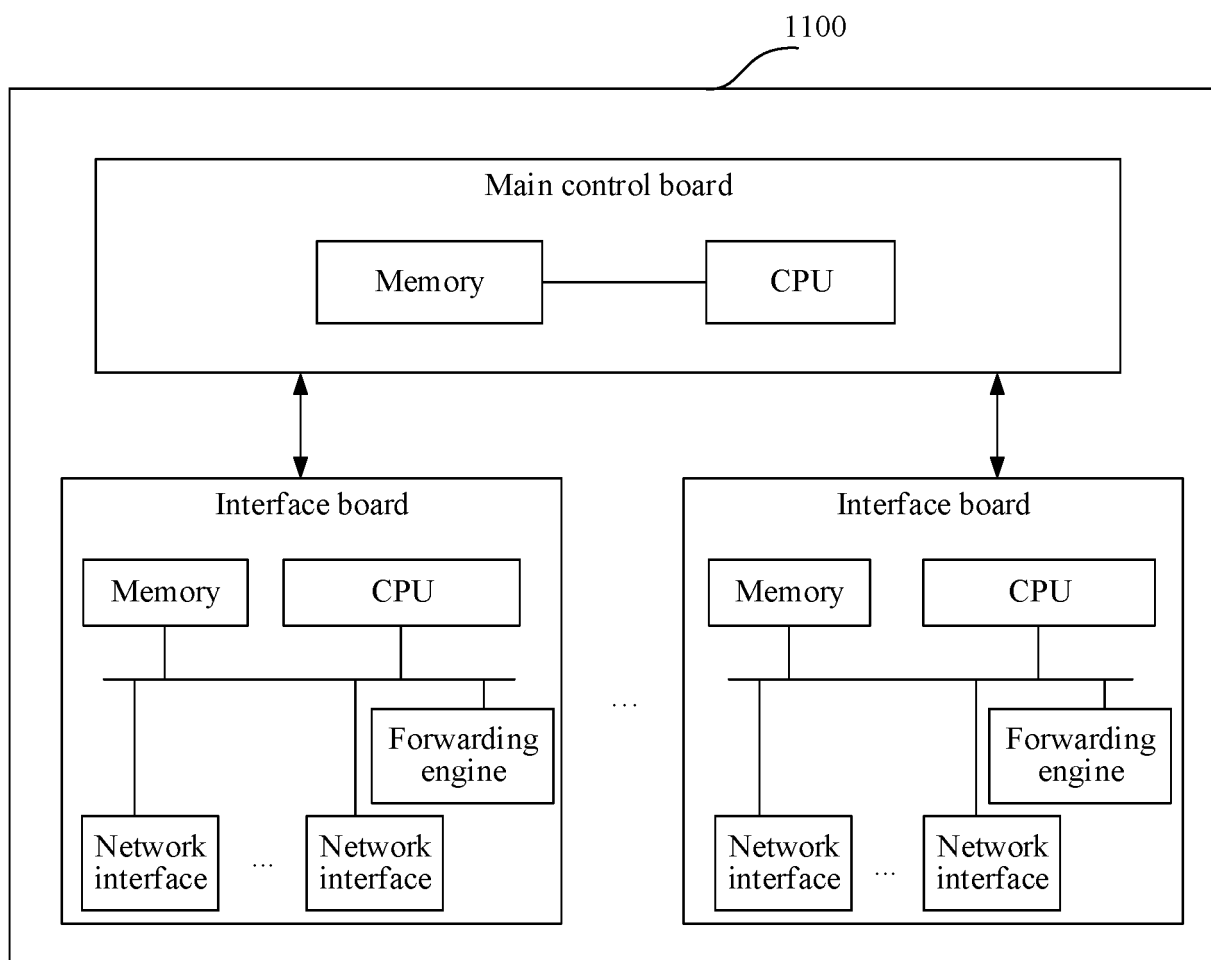 1100
Main control board
Memory
CPU
Interface board
Memory
CPU
Forwarding
engine
Network
interface
...
Network
interface
...
Interface board
Memory
CPU
Forwarding
engine
Network
interface
...
Network
interface